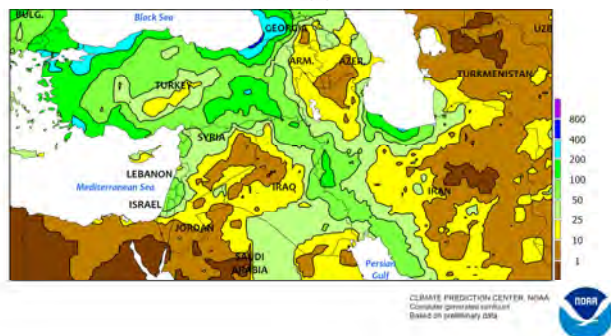 BULG.
Black Sea
GEORGIA
UZB
ARM.
AZER.
TURKEY
TURKMENISTAN
SYRIA
LEBANON
Mediterranean Sea
IRAQ
IRAN
ISRAEL
JORDAN
SAUDI
ARABIA
Persian
Gulf
800
400
200
100
50
25
10
1
CLIMATE PREDICTION CENTER, NOAA
Computer generated contours
Based on preliminary data
NOAA